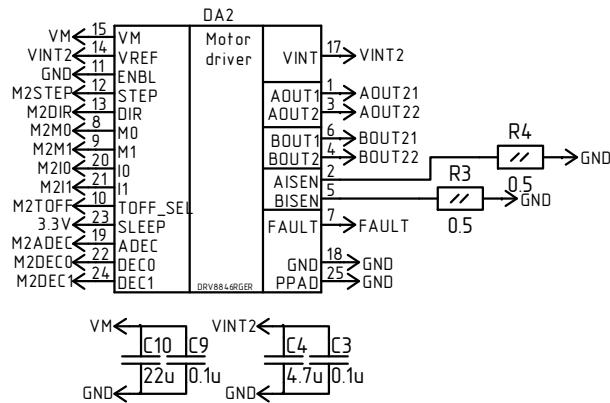 DA2
VM 15 VM Motor driver VINT 17 VINT2
VINT2 14 VREF
GND 11 ENBL
M2STEP 12 STEP AOUT1 1 AOUT21
M2DIR 13 DIR AOUT2 3 AOUT22
M2M0 8 M0 BOUT1 6 BOUT21
M2M1 9 M1 BOUT2 4 BOUT22
M2I0 20 I0 AISEN 2 R4 0.5 GND
M2I1 21 I1 BISEN 5 R3 0.5 GND
M2TOFF 10 TOFF_SEL
3.3V 23 SLEEP FAULT 7 FAULT
M2ADEC 19 ADEC
M2DEC0 22 DEC0 GND 18 GND
M2DEC1 24 DEC1 PPAD 25 GND
DRV8846RGER
VM C10 C9 VINT2 C4 C3
22u 0.1u 4.7u 0.1u
GND GND